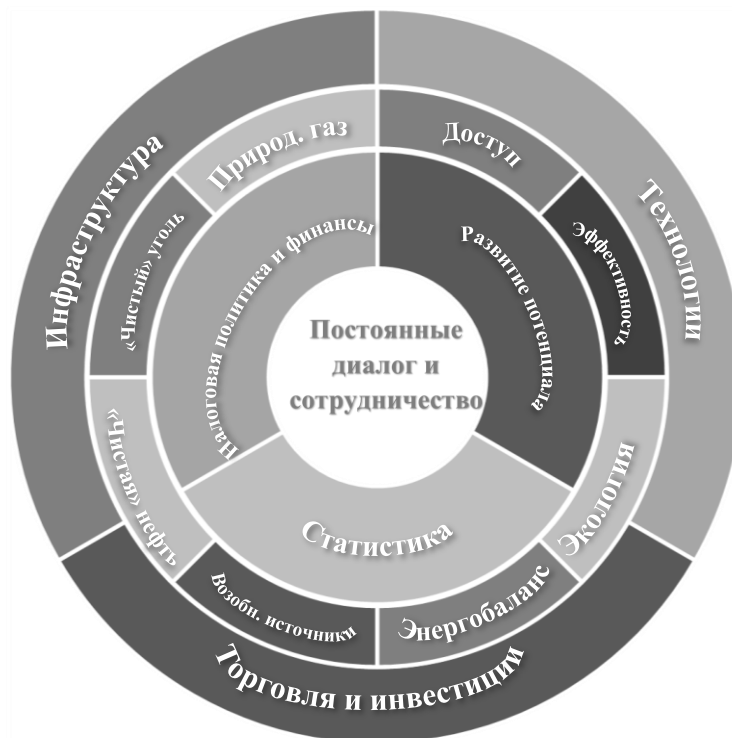 Инфраструктура
Технологии
Торговля и инвестиции
Природ. газ
Доступ
Эффективность
Экология
Энергобаланс
Возобн. источники
«Чистая» нефть
«Чистый» уголь
Налоговая политика и финансы
Развитие потенциала
Статистика
Постоянные
диалог и
сотрудничество